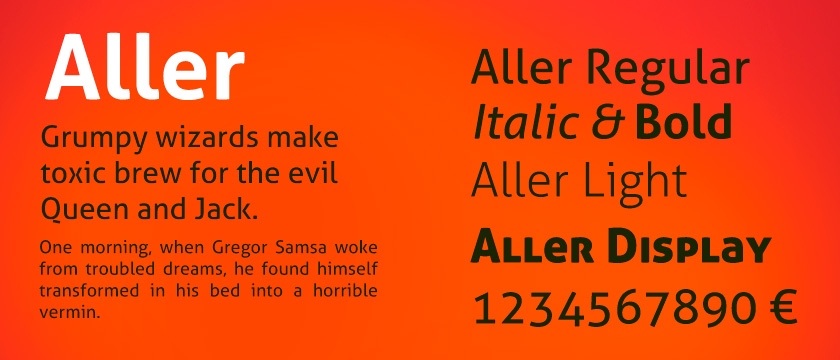 Aller
Grumpy wizards make
toxic brew for the evil
Queen and Jack.
One morning, when Gregor Samsa woke
from troubled dreams, he found himself
transformed in his bed into a horrible
vermin.
Aller Regular
Italic & Bold
Aller Light
Aller Display
1234567890 €